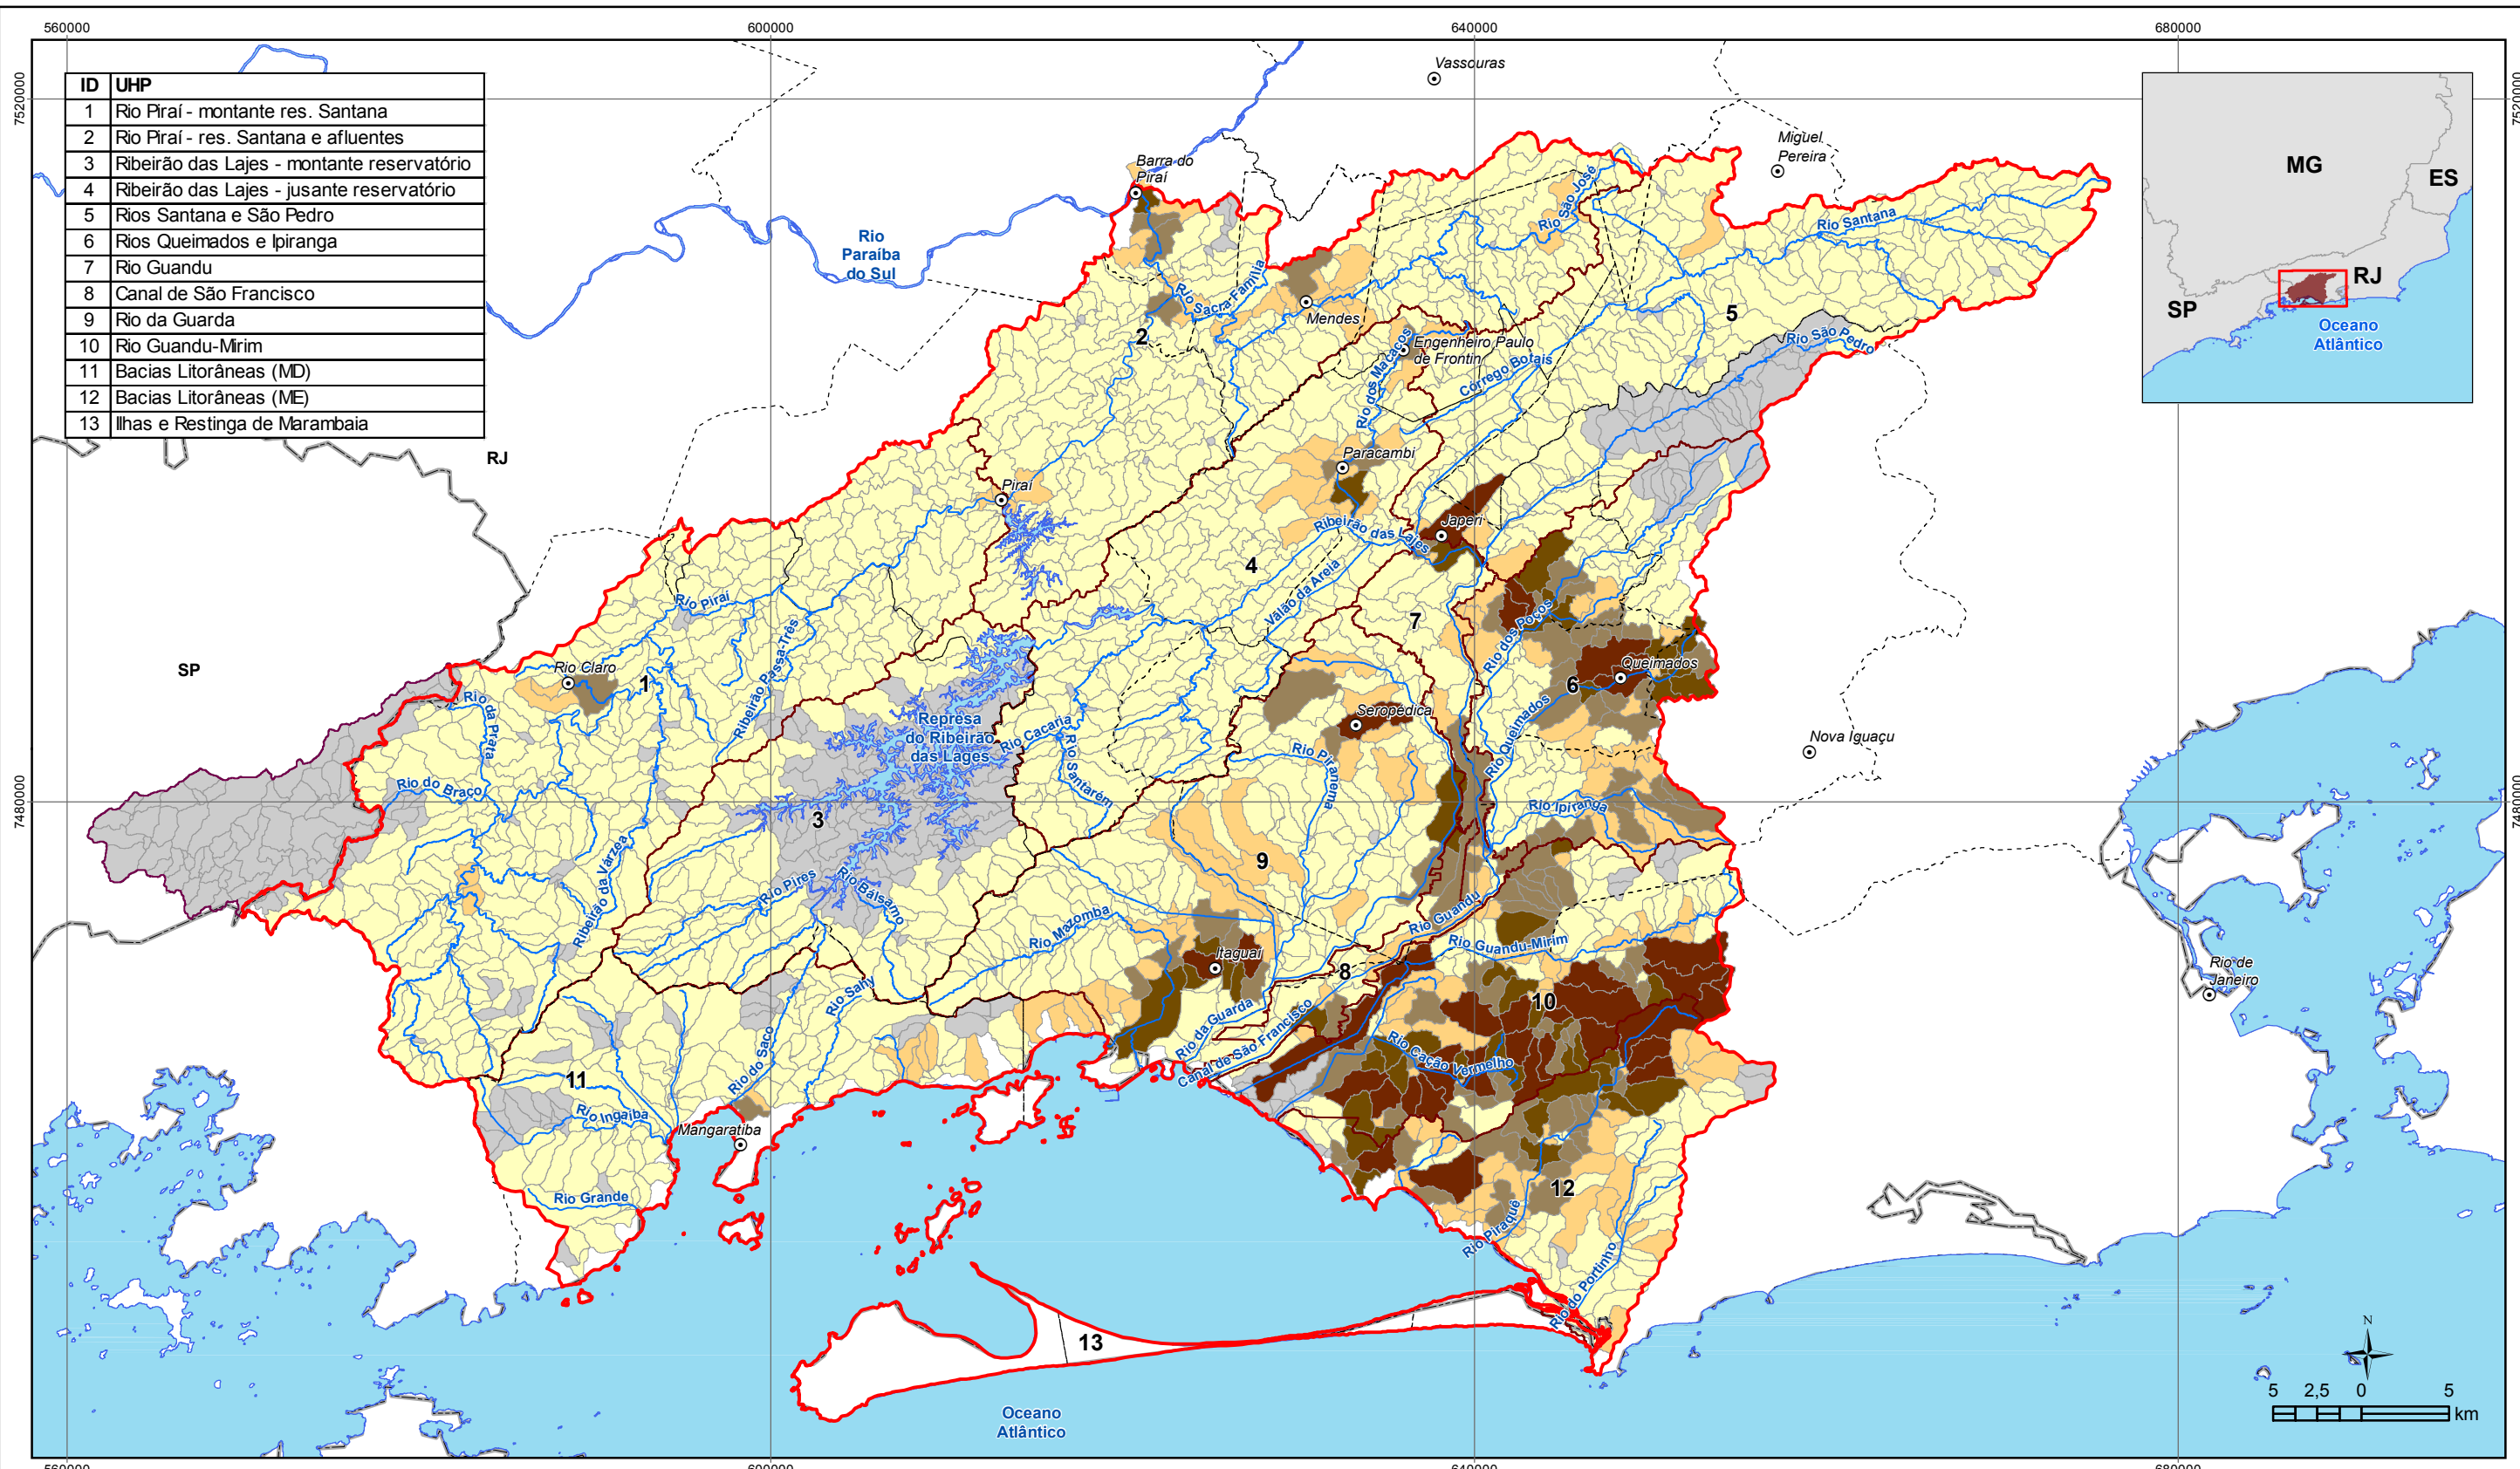 560000
600000
640000
680000
7520000
7520000
ID UHP
1 Rio Piraí - montante res. Santana
2 Rio Piraí - res. Santana e afluentes
3 Ribeirão das Lajes - montante reservatório
4 Ribeirão das Lajes - jusante reservatório
5 Rios Santana e São Pedro
6 Rios Queimados e Ipiranga
7 Rio Guandu
8 Canal de São Francisco
9 Rio da Guarda
10 Rio Guandu-Mirim
11 Bacias Litorâneas (MD)
12 Bacias Litorâneas (ME)
13 Ilhas e Restinga de Marambaia
Vassouras
Miguel
Pereira
MG
ES
RJ
SP
Oceano
Atlântico
Barra do
Piraí
Rio São José
Rio Santana
Rio
Paraíba
do Sul
Rio Sacra-Família
Mendes
2
5
Engenheiro Paulo
de Frontin
Rio São Pedro
Rio dos Macacos
Córrego Botais
RJ
Paracambi
Piraí
Ribeirão das Lajes
Japeri
4
Valão da Areia
Rio Piraí
7
Rio dos Poços
Ribeirão Passa-Três
SP
Rio Claro
1
Queimados
6
Rio da Prata
Seropédica
Represa
do Ribeirão
das Lages
Rio Cacaria
Rio Santarém
Rio Piranema
Rio Queimados
Nova Iguaçu
Rio do Braço
7480000
7480000
Rio Ipiranga
3
9
Ribeirão da Várzea
Rio Pires
Rio Bálsamo
Rio Mazomba
Rio Guandu
Rio Guandu-Mirim
Itaguaí
8
Rio de
Janeiro
Rio Sahy
10
Rio do Saco
Rio da Guarda
Canal de São Francisco
Rio Cação Vermelho
11
Rio Ingaíba
Mangaratiba
Rio Grande
12
Rio Piraquê
Rio do Portinho
13
N
Oceano
Atlântico
5 2,5 0 5
km
560000
600000
640000
680000